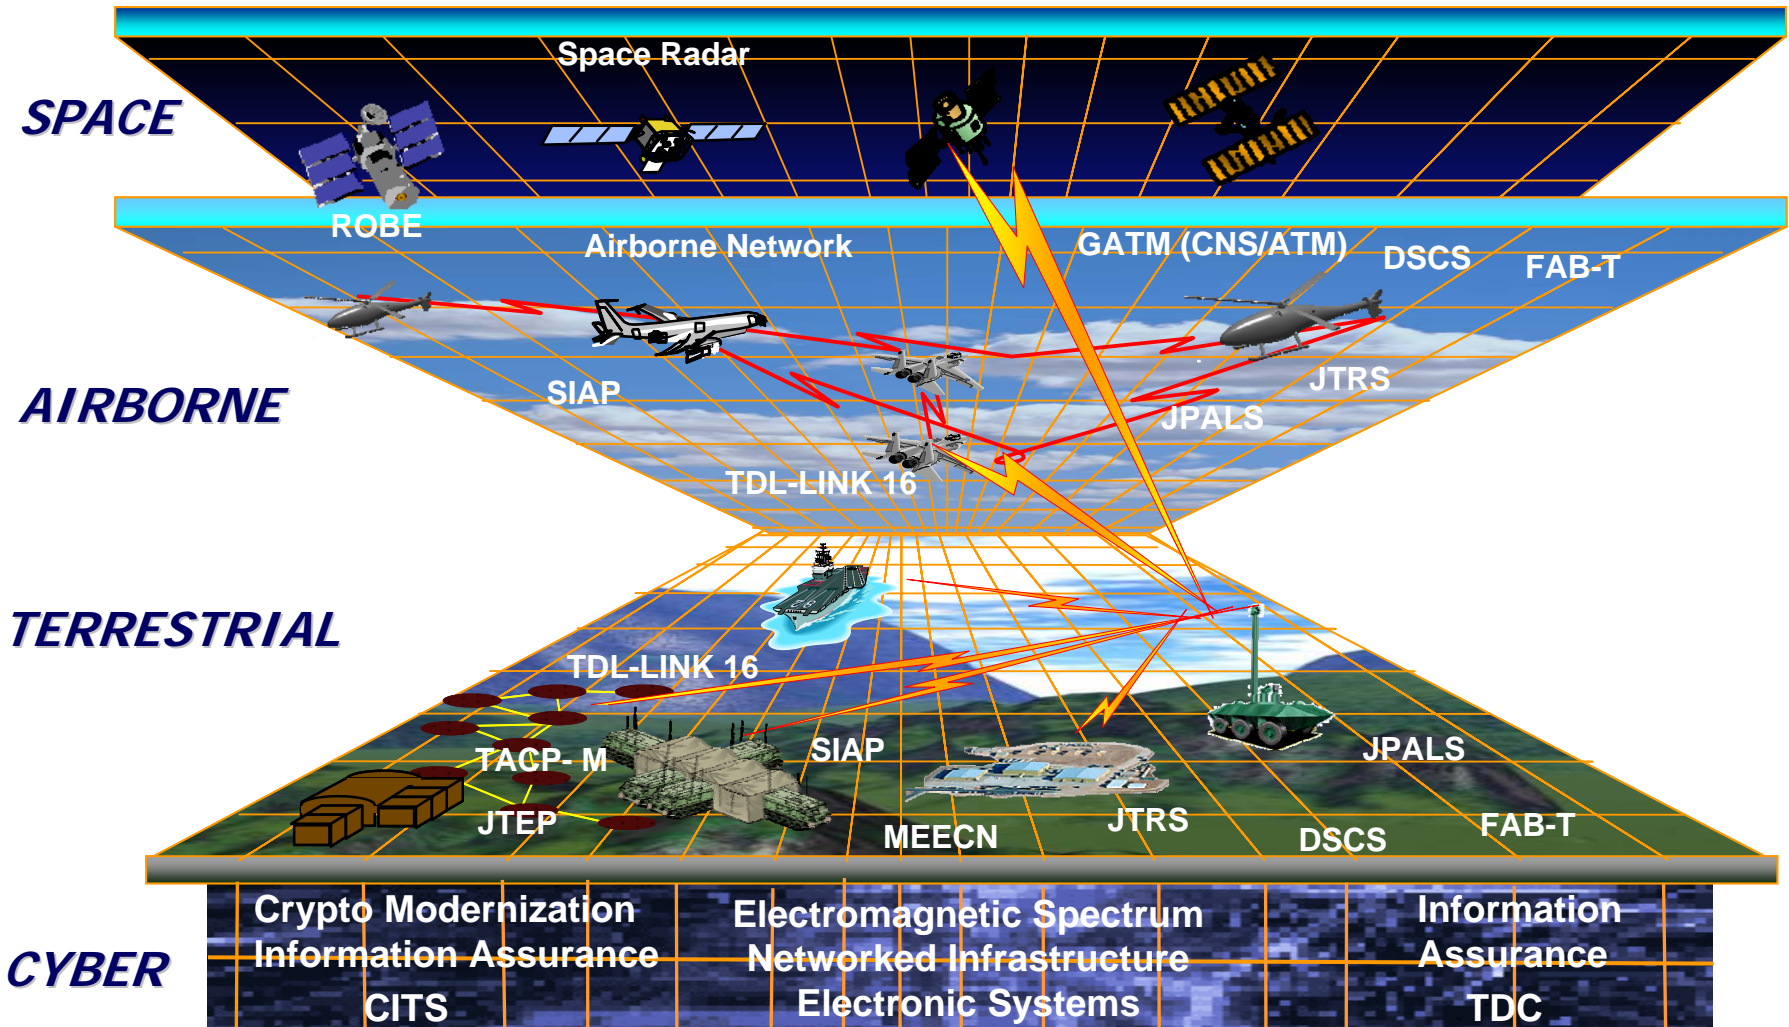 Space Radar
SPACE
ROBE
Airborne Network
GATM (CNS/ATM)
DSCS
FAB-T
SIAP
JTRS
AIRBORNE
JPALS
TDL-LINK 16
TERRESTRIAL
TDL-LINK 16
TACP- M
SIAP
JPALS
JTEP
MEECN
JTRS
DSCS
FAB-T
CYBER
Crypto Modernization
Information Assurance
CITS
Electromagnetic Spectrum
Networked Infrastructure
Electronic Systems
Information
Assurance
TDC